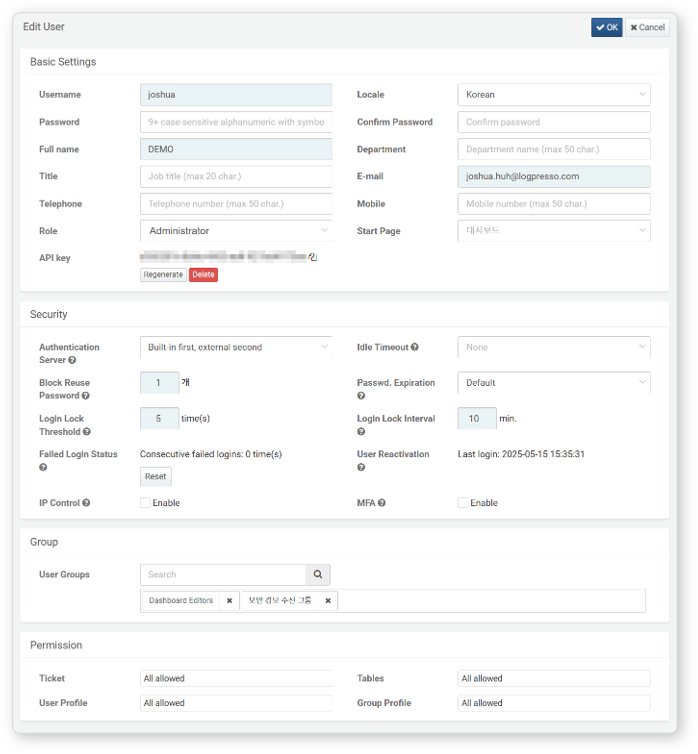 Edit User
OK Cancel
Basic Settings
Username joshua Locale Korean
Password 9+ case-sensitive alphanumeric with symbo Confirm Password Confirm password
Full name DEMO Department Department name (max 50 char.)
Title Job title (max 20 char.) E-mail joshua.huh@logpresso.com
Telephone Telephone number (max 50 char.) Mobile Mobile number (max 50 char.)
Role Administrator Start Page 대시보드
API key
Regenerate Delete
Security
Authentication Server Built-in first, external second Idle Timeout None
Block Reuse Password 1 개 Passwd. Expiration Default
Login Lock Threshold 5 time(s) Login Lock Interval 10 min.
Failed Login Status Consecutive failed logins: 0 time(s) User Reactivation Last login: 2025-05-15 15:35:31
Reset
IP Control Enable MFA Enable
Group
User Groups Search
Dashboard Editors 보안 경보 수신 그룹
Permission
Ticket All allowed Tables All allowed
User Profile All allowed Group Profile All allowed